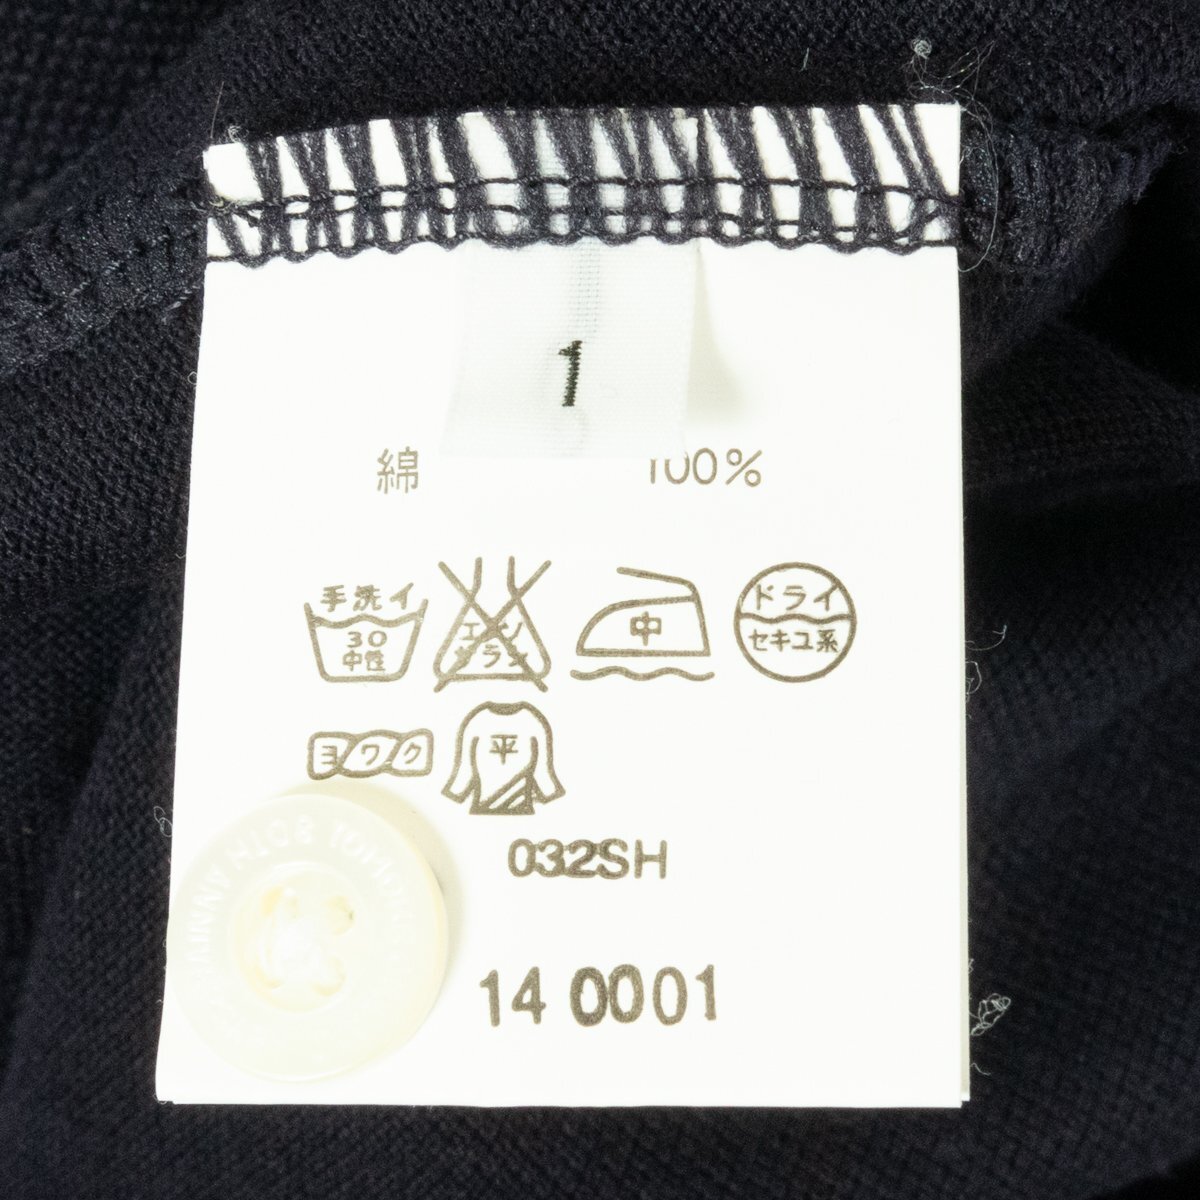 1
綿 100%
手洗イ
30
中性
エンソサラシ
中
ドライ
セキユ系
ヨワク
平
032SH
14 0001